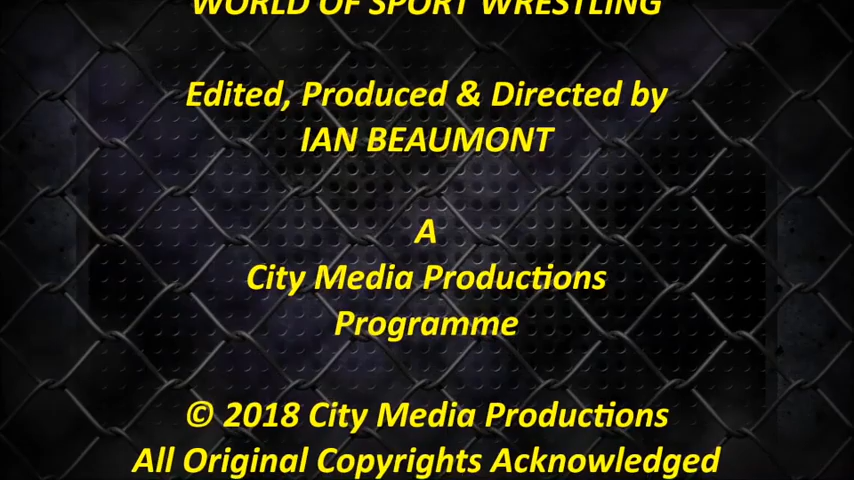 WORLD OF SPORT WRESTLING
Edited, Produced & Directed by
IAN BEAUMONT
A
City Media Productions
Programme
© 2018 City Media Productions
All Original Copyrights Acknowledged